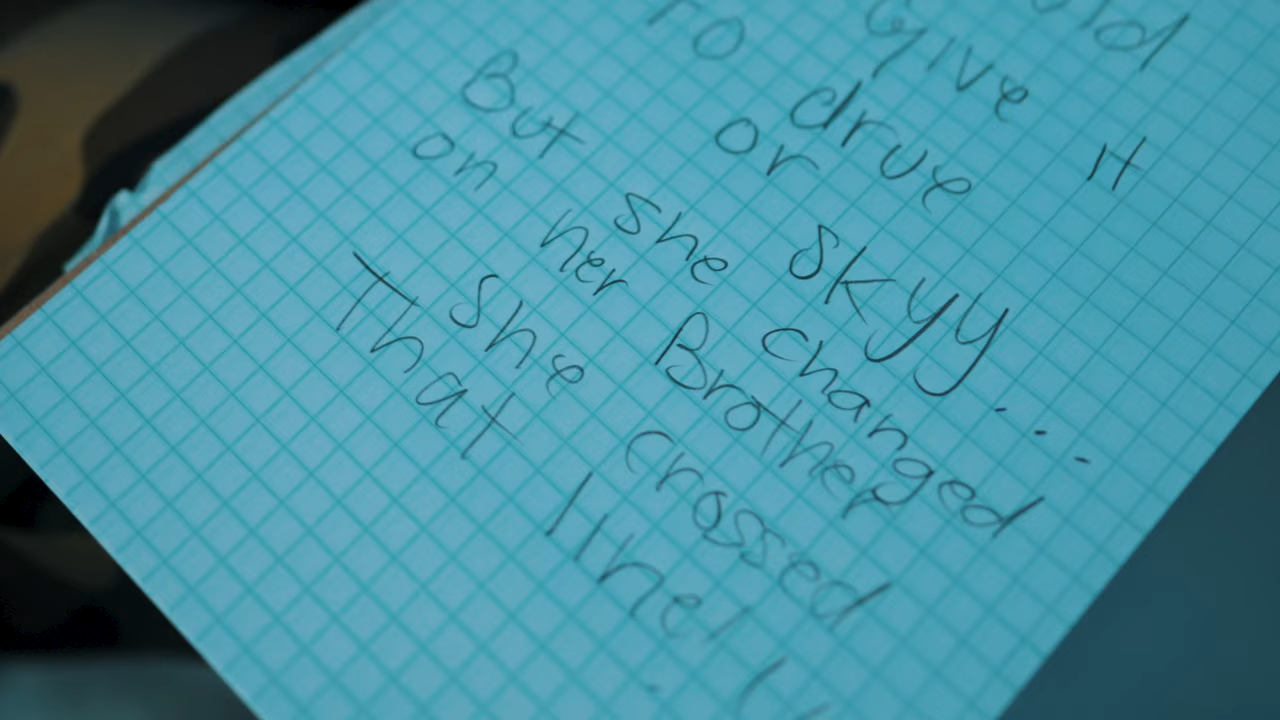 Give it
To drue
or Skyy...
But she changed
on her Brother
She crossed
That line!